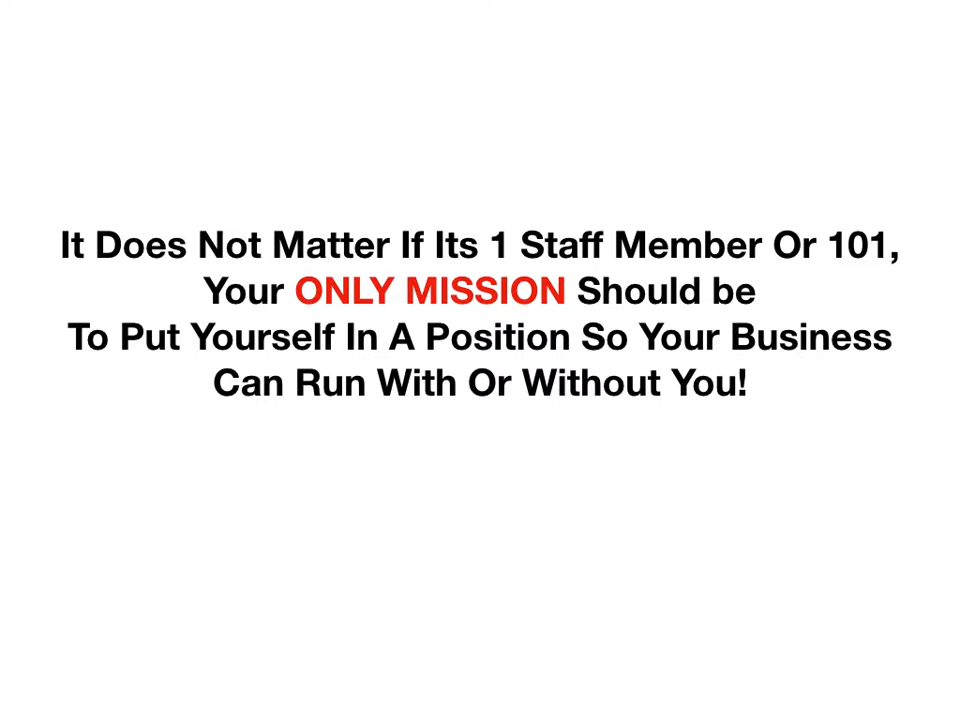 It Does Not Matter If Its 1 Staff Member Or 101,
Your ONLY MISSION Should be
To Put Yourself In A Position So Your Business
Can Run With Or Without You!